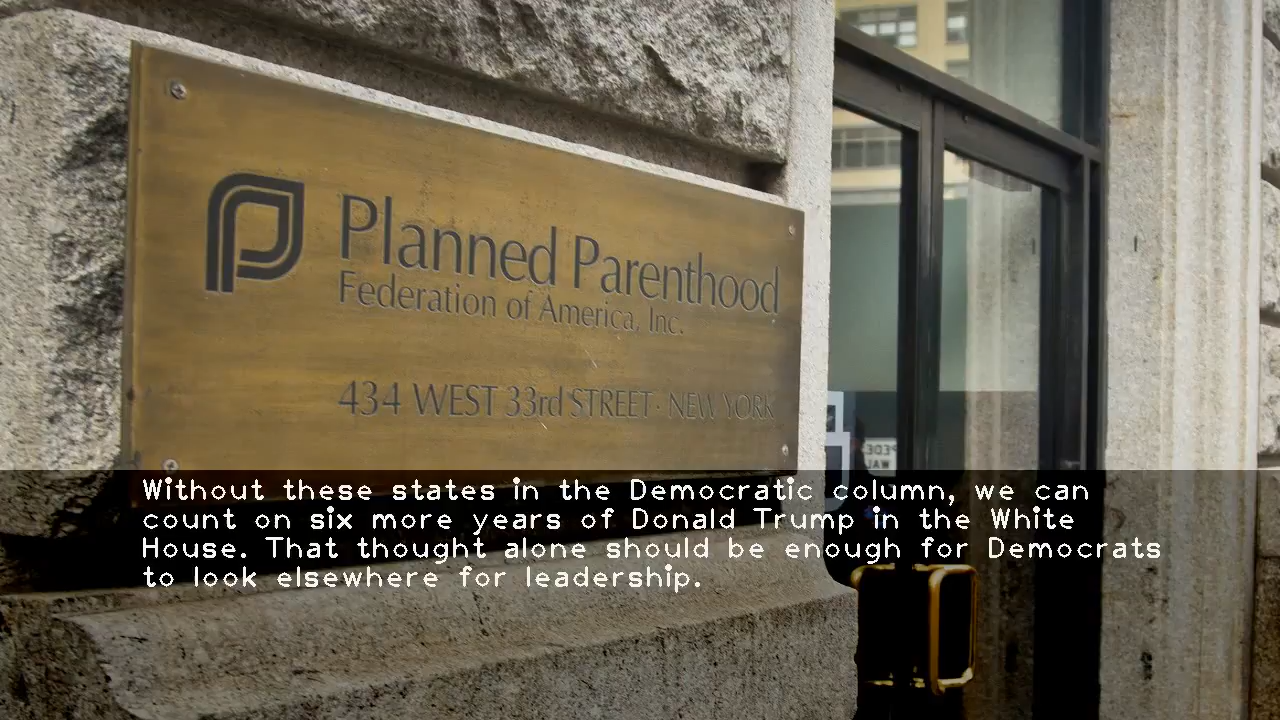 Planned Parenthood
Federation of America, Inc.
434 WEST 33rd STREET · NEW YORK
Without these states in the Democratic column, we can
count on six more years of Donald Trump in the White
House. That thought alone should be enough for Democrats
to look elsewhere for leadership.